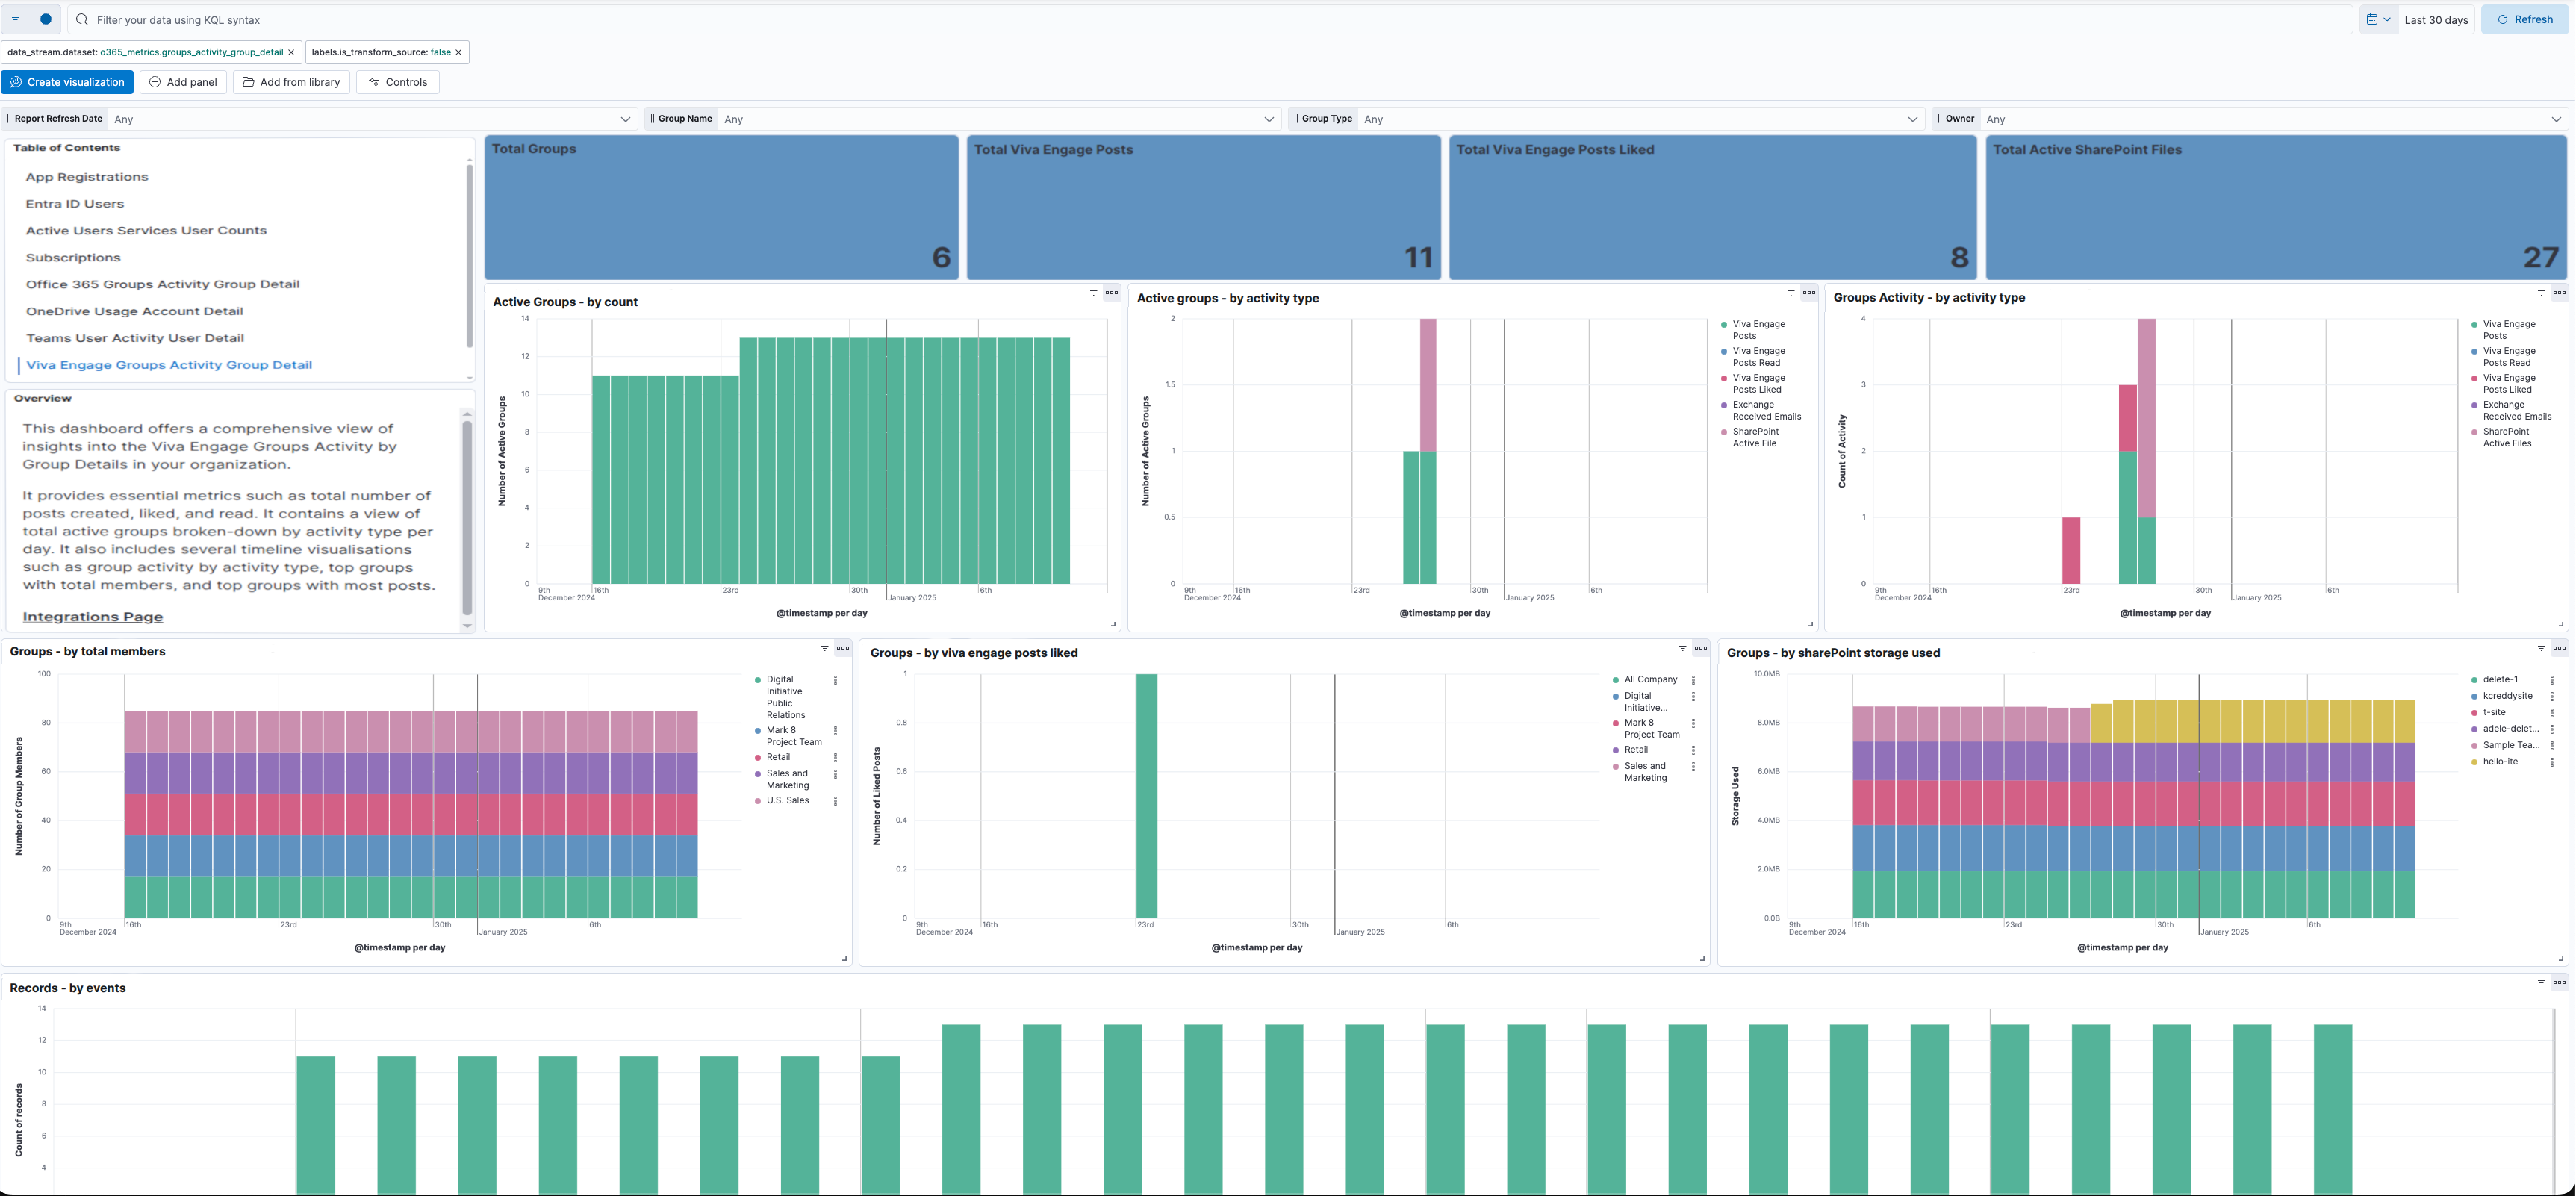 Filter your data using KQL syntax
Last 30 days
Refresh
data_stream.dataset: o365_metrics.groups_activity_group_detail ×
labels.is_transform_source: false ×
Create visualization
Add panel
Add from library
Controls
Report Refresh Date Any
Group Name Any
Group Type Any
Owner Any
Table of Contents
App Registrations
Entra ID Users
Active Users Services User Counts
Subscriptions
Office 365 Groups Activity Group Detail
OneDrive Usage Account Detail
Teams User Activity User Detail
Viva Engage Groups Activity Group Detail
Total Groups
6
Total Viva Engage Posts
11
Total Viva Engage Posts Liked
8
Total Active SharePoint Files
27
Overview
This dashboard offers a comprehensive view of
insights into the Viva Engage Groups Activity by
Group Details in your organization.
It provides essential metrics such as total number of
posts created, liked, and read. It contains a view of
total active groups broken-down by activity type per
day. It also includes several timeline visualisations
such as group activity by activity type, top groups
with total members, and top groups with most posts.
Integrations Page
Active Groups - by count
Number of Active Groups
14
12
10
8
6
4
2
0
9th 16th 23rd 30th 6th
December 2024 January 2025
@timestamp per day
Active groups - by activity type
Number of Active Groups
2
1.5
1
0.5
0
9th 16th 23rd 30th 6th
December 2024 January 2025
@timestamp per day
Viva Engage
Posts
Viva Engage
Posts Read
Viva Engage
Posts Liked
Exchange
Received Emails
SharePoint
Active File
Groups Activity - by activity type
Count of Activity
4
3
2
1
0
9th 16th 23rd 30th 6th
December 2024 January 2025
@timestamp per day
Viva Engage
Posts
Viva Engage
Posts Read
Viva Engage
Posts Liked
Exchange
Received Emails
SharePoint
Active Files
Groups - by total members
Number of Group Members
100
80
60
40
20
0
9th 16th 23rd 30th 6th
December 2024 January 2025
@timestamp per day
Digital
Initiative
Public
Relations
Mark 8
Project Team
Retail
Sales and
Marketing
U.S. Sales
Groups - by viva engage posts liked
Number of Liked Posts
1
0.8
0.6
0.4
0.2
0
9th 16th 23rd 30th 6th
December 2024 January 2025
@timestamp per day
All Company
Digital
Initiative...
Mark 8
Project Team
Retail
Sales and
Marketing
Groups - by sharePoint storage used
Storage Used
10.0MB
8.0MB
6.0MB
4.0MB
2.0MB
0.0B
9th 16th 23rd 30th 6th
December 2024 January 2025
@timestamp per day
delete-1
kcreddysite
t-site
adele-delet...
Sample Tea...
hello-ite
Records - by events
Count of records
14
12
10
8
6
4